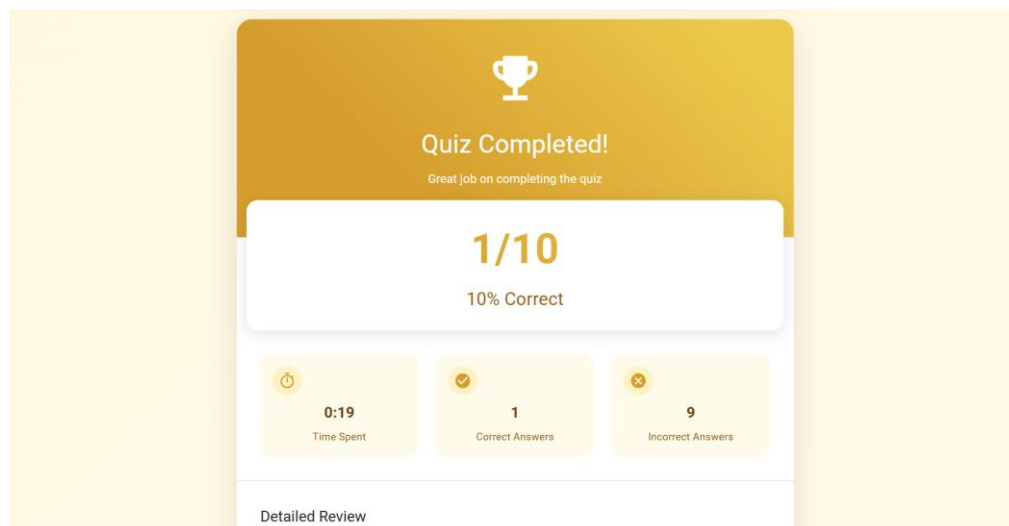 Quiz Completed!
Great job on completing the quiz
1/10
10% Correct
0:19
Time Spent
1
Correct Answers
9
Incorrect Answers
Detailed Review